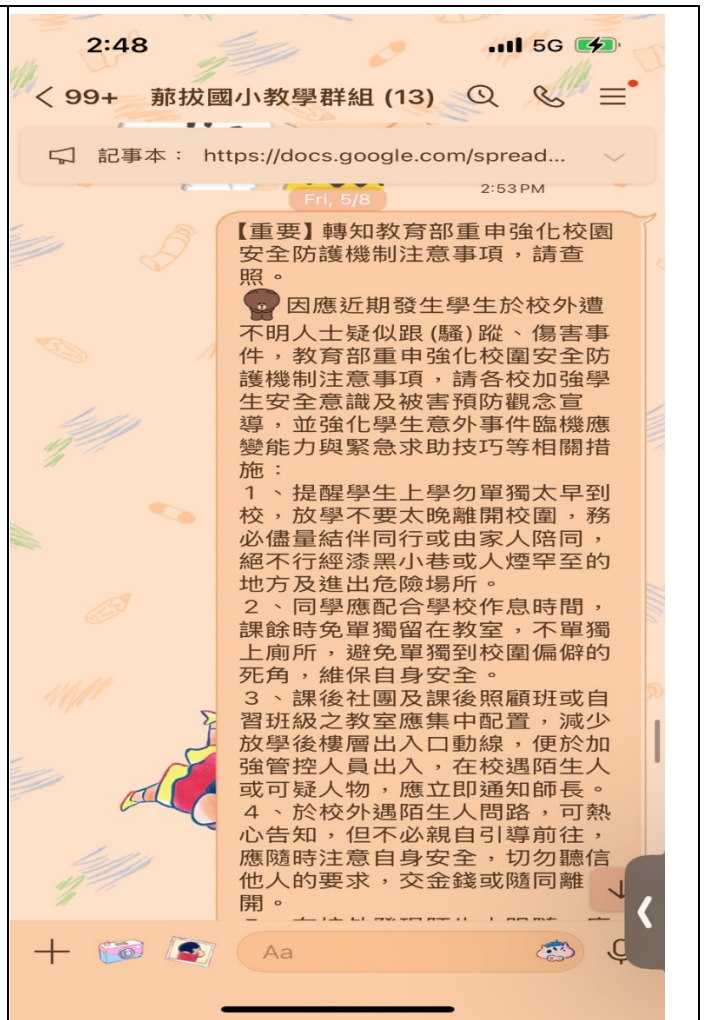 2:48
5G
99+ 蔀拔國小教學群組 (13)
記事本： https://docs.google.com/spread...
2:53 PM
Fri, 5/8
【重要】轉知教育部重申強化校園
安全防護機制注意事項，請查
照。
因應近期發生學生於校外遭
不明人士疑似跟(騷)蹤、傷害事
件，教育部重申強化校園安全防
護機制注意事項，請各校加強學
生安全意識及被害預防觀念宣
導，並強化學生意外事件臨機應
變能力與緊急求助技巧等相關措
施：
1、提醒學生上學勿單獨太早到
校，放學不要太晚離開校園，務
必儘量結伴同行或由家人陪同，
絕不行經漆黑小巷或人煙罕至的
地方及進出危險場所。
2、同學應配合學校作息時間，
課餘時免單獨留在教室，不單獨
上廁所，避免單獨到校園偏僻的
死角，維保自身安全。
3、課後社團及課後照顧班或自
習班級之教室應集中配置，減少
放學後樓層出入口動線，便於加
強管控人員出入，在校遇陌生人
或可疑人物，應立即通知師長。
4、於校外遇陌生人問路，可熱
心告知，但不必親自引導前往，
應隨時注意自身安全，切勿聽信
他人的要求，交金錢或隨同離
開。
Aa